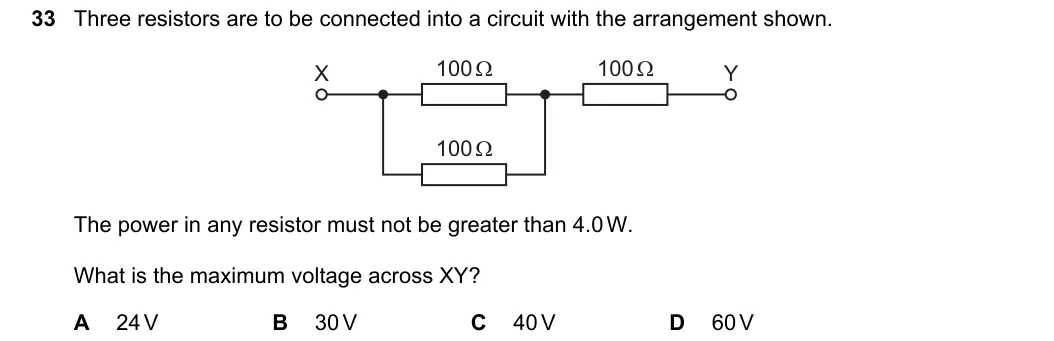 33 Three resistors are to be connected into a circuit with the arrangement shown.
X 100Ω 100Ω Y
100Ω
The power in any resistor must not be greater than 4.0W.
What is the maximum voltage across XY?
A 24V B 30V C 40V D 60V